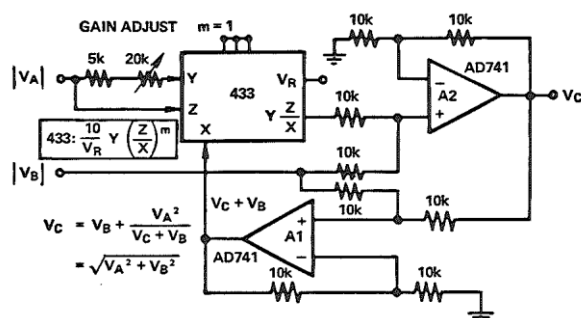 GAIN ADJUST
m = 1
10k
10k
5k
20k
|VA|
Y
Z
X
433
VR
Y Z/X
10k
AD741
A2
−
+
VC
433: 10/VR Y (Z/X)^m
10k
|VB|
10k
10k
VC + VB
VC = VB + VA²/(VC + VB)
= √(VA² + VB²)
A1
+
−
AD741
10k
10k